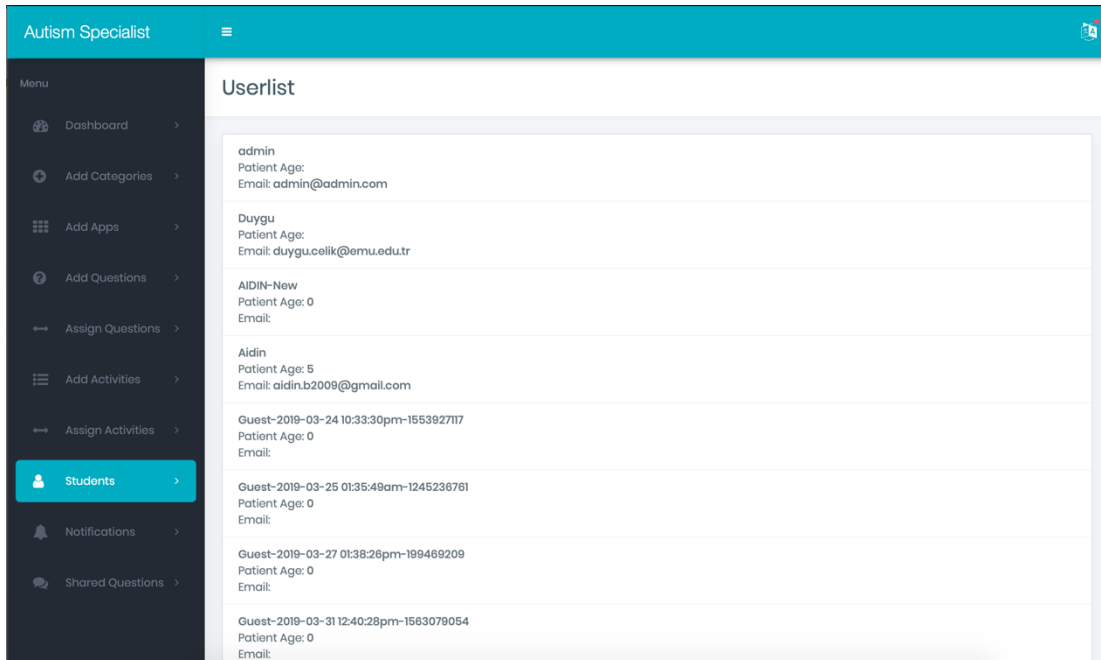 Autism Specialist
Menu
Dashboard
Add Categories
Add Apps
Add Questions
Assign Questions
Add Activities
Assign Activities
Students
Notifications
Shared Questions
Userlist
admin
Patient Age:
Email: admin@admin.com
Duygu
Patient Age:
Email: duygu.celik@emu.edu.tr
AIDIN-New
Patient Age: 0
Email:
Aidin
Patient Age: 5
Email: aidin.b2009@gmail.com
Guest-2019-03-24 10:33:30pm-1553927117
Patient Age: 0
Email:
Guest-2019-03-25 01:35:49am-1245236761
Patient Age: 0
Email:
Guest-2019-03-27 01:38:26pm-199469209
Patient Age: 0
Email:
Guest-2019-03-31 12:40:28pm-1563079054
Patient Age: 0
Email: